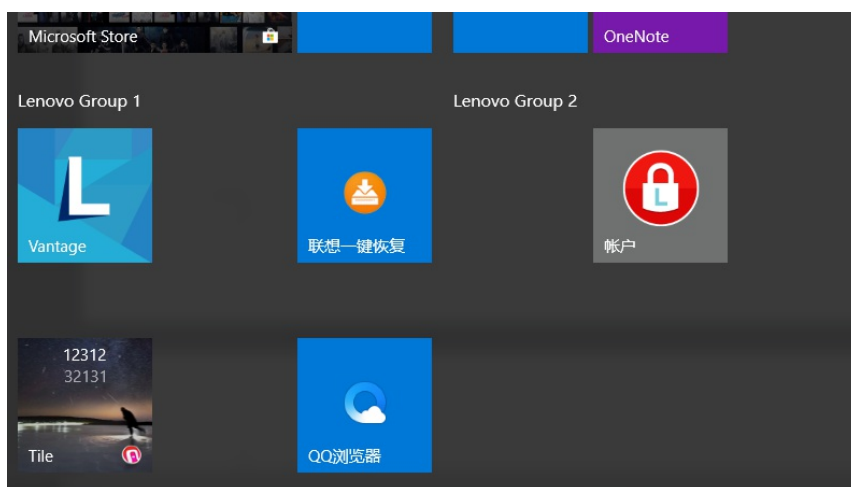 Microsoft Store
OneNote
Lenovo Group 1
Lenovo Group 2
L
Vantage
联想一键恢复
L
帐户
12312
32131
Tile
QQ浏览器